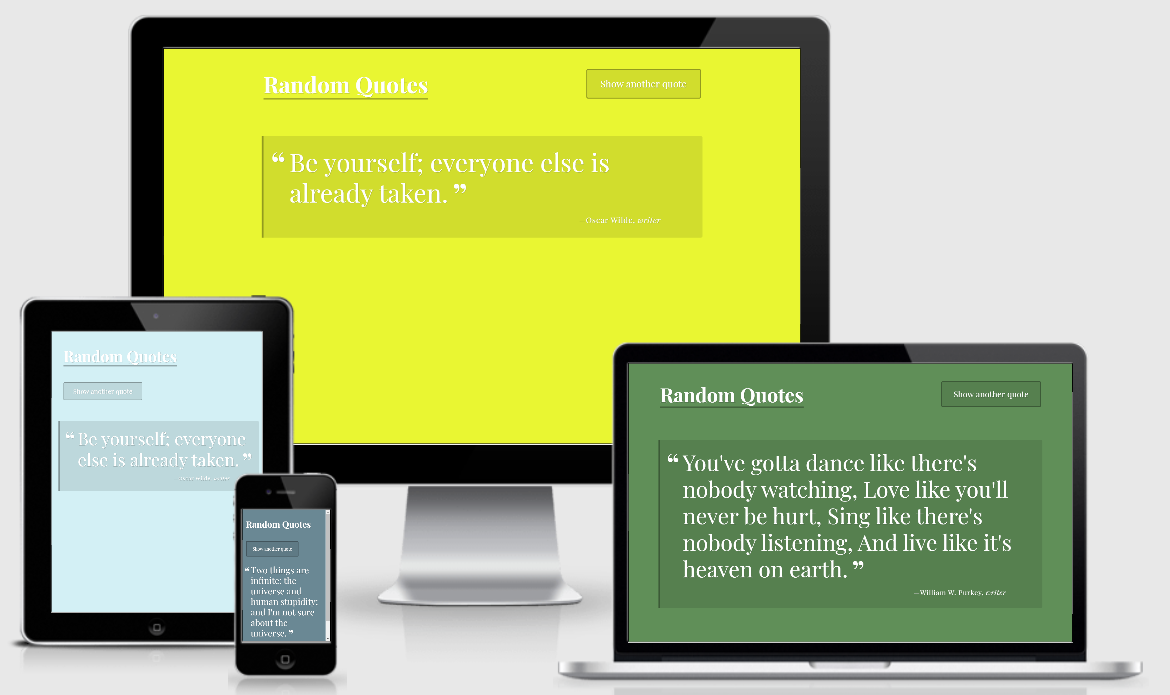 Random Quotes
Show another quote
“ Be yourself; everyone else is
already taken. ”
—Oscar Wilde, writer
Random Quotes
Show another quote
“ Be yourself; everyone
else is already taken. ”
Random Quotes
Show another quote
“ Two things are
infinite: the
universe and
human stupidity;
and I'm not sure
about the
universe. ”
Random Quotes
Show another quote
“ You've gotta dance like there's
nobody watching, Love like you'll
never be hurt, Sing like there's
nobody listening, And live like it's
heaven on earth. ”
—William W. Purkey, writer